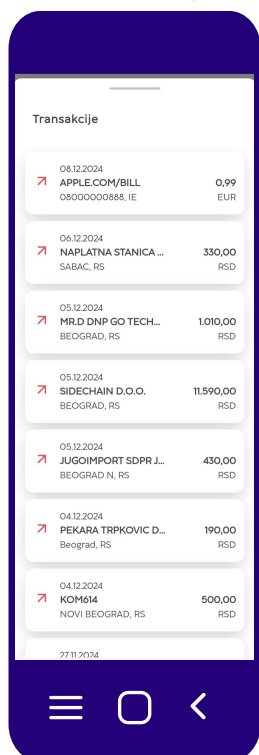 Transakcije
08.12.2024
APPLE.COM/BILL 0,99
08000000888, IE EUR
06.12.2024
NAPLATNA STANICA ... 330,00
SABAC, RS RSD
05.12.2024
MR.D DNP GO TECH... 1.010,00
BEOGRAD, RS RSD
05.12.2024
SIDECHAIN D.O.O. 11.590,00
BEOGRAD, RS RSD
05.12.2024
JUGOIMPORT SDPR J... 430,00
BEOGRAD N, RS RSD
04.12.2024
PEKARA TRPKOVIC D... 190,00
Beograd, RS RSD
04.12.2024
KOM614 500,00
NOVI BEOGRAD, RS RSD
27.11.2024